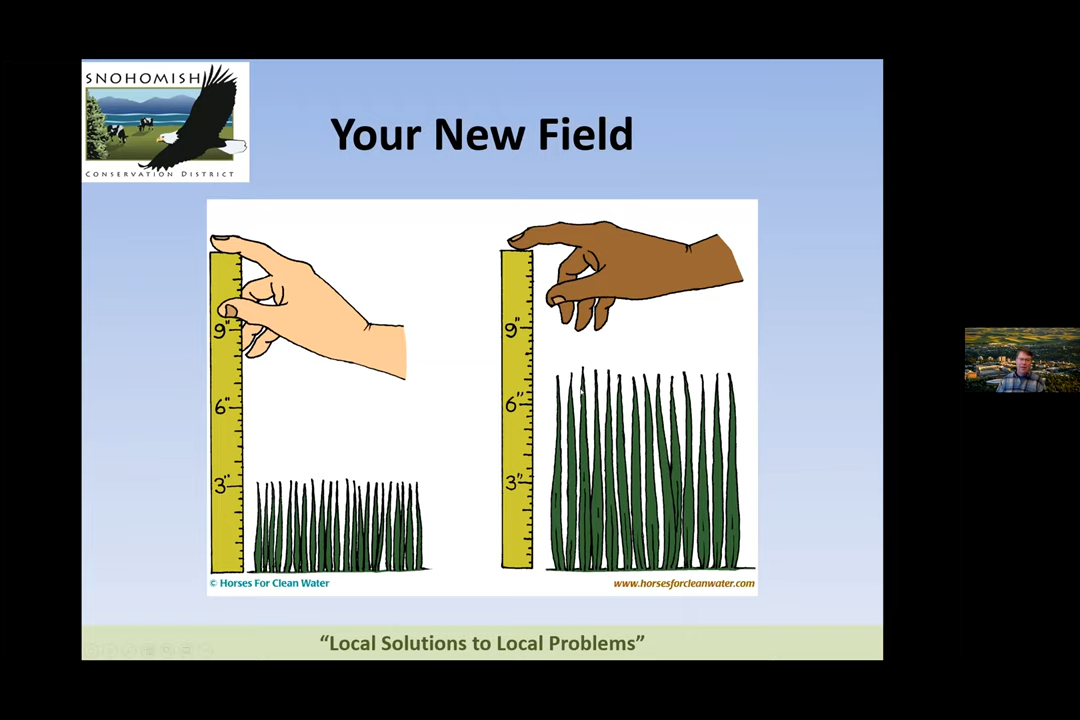 SNOHOMISH
CONSERVATION DISTRICT
Your New Field
9"
6"
3"
9"
6"
3"
© Horses For Clean Water
www.horsesforcleanwater.com
“Local Solutions to Local Problems”